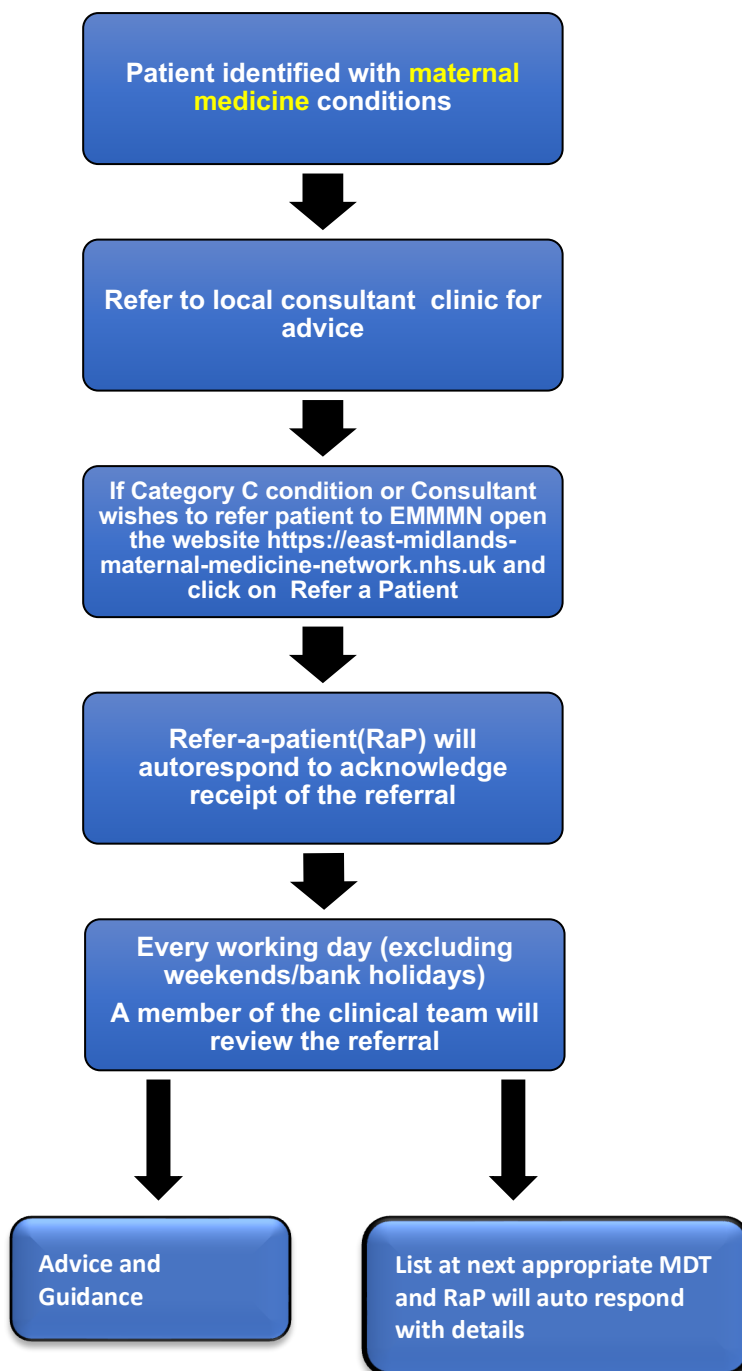 Patient identified with maternal
medicine conditions
Refer to local consultant clinic for
advice
If Category C condition or Consultant
wishes to refer patient to EMMMN open
the website https://east-midlands-
maternal-medicine-network.nhs.uk and
click on Refer a Patient
Refer-a-patient(RaP) will
autorespond to acknowledge
receipt of the referral
Every working day (excluding
weekends/bank holidays)
A member of the clinical team will
review the referral
Advice and
Guidance
List at next appropriate MDT
and RaP will auto respond
with details